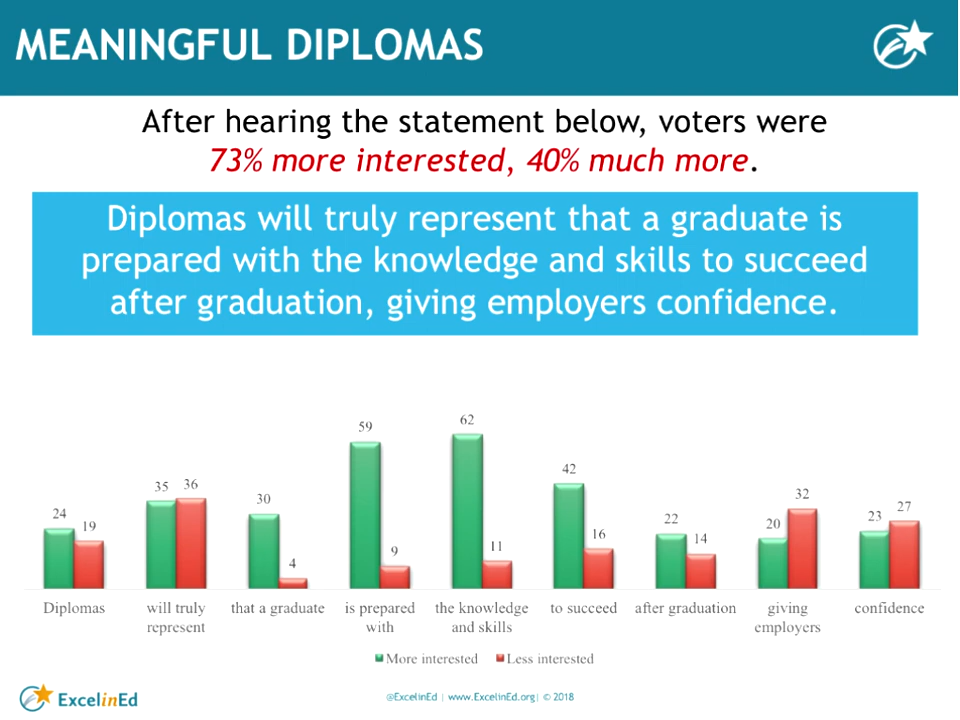 MEANINGFUL DIPLOMAS
After hearing the statement below, voters were
73% more interested, 40% much more.
Diplomas will truly represent that a graduate is
prepared with the knowledge and skills to succeed
after graduation, giving employers confidence.
24 19 35 36 30 4 59 9 62 11 42 16 22 14 20 32 23 27
Diplomas
will truly
represent
that a graduate
is prepared
with
the knowledge
and skills
to succeed
after graduation
giving
employers
confidence
More interested Less interested
ExcelinEd
@ExcelinEd | www.ExcelinEd.org| © 2018